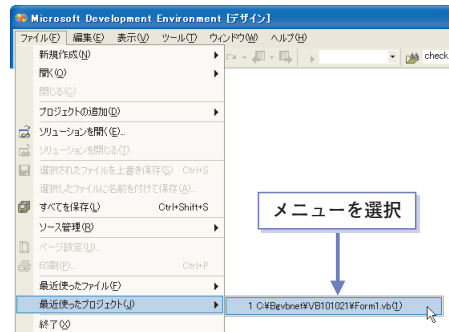 Microsoft Development Environment [デザイン]
ファイル(F) 編集(E) 表示(V) ツール(T) ウィンドウ(W) ヘルプ(H)
新規作成(N)
開く(O)
check
閉じる(C)
プロジェクトの追加(D)
ソリューションを開く(E)...
ソリューションを閉じる(T)
選択されたファイルを上書き保存(S) Ctrl+S
選択したファイルに名前を付けて保存(A)...
すべてを保存(L) Ctrl+Shift+S
メニューを選択
ソース管理(R)
ページ設定(U)...
印刷(P)... Ctrl+P
最近使ったファイル(F)
最近使ったプロジェクト(J)
1 C:¥Bgvbnet¥VB101021¥Form1.vb(1)
終了(X)